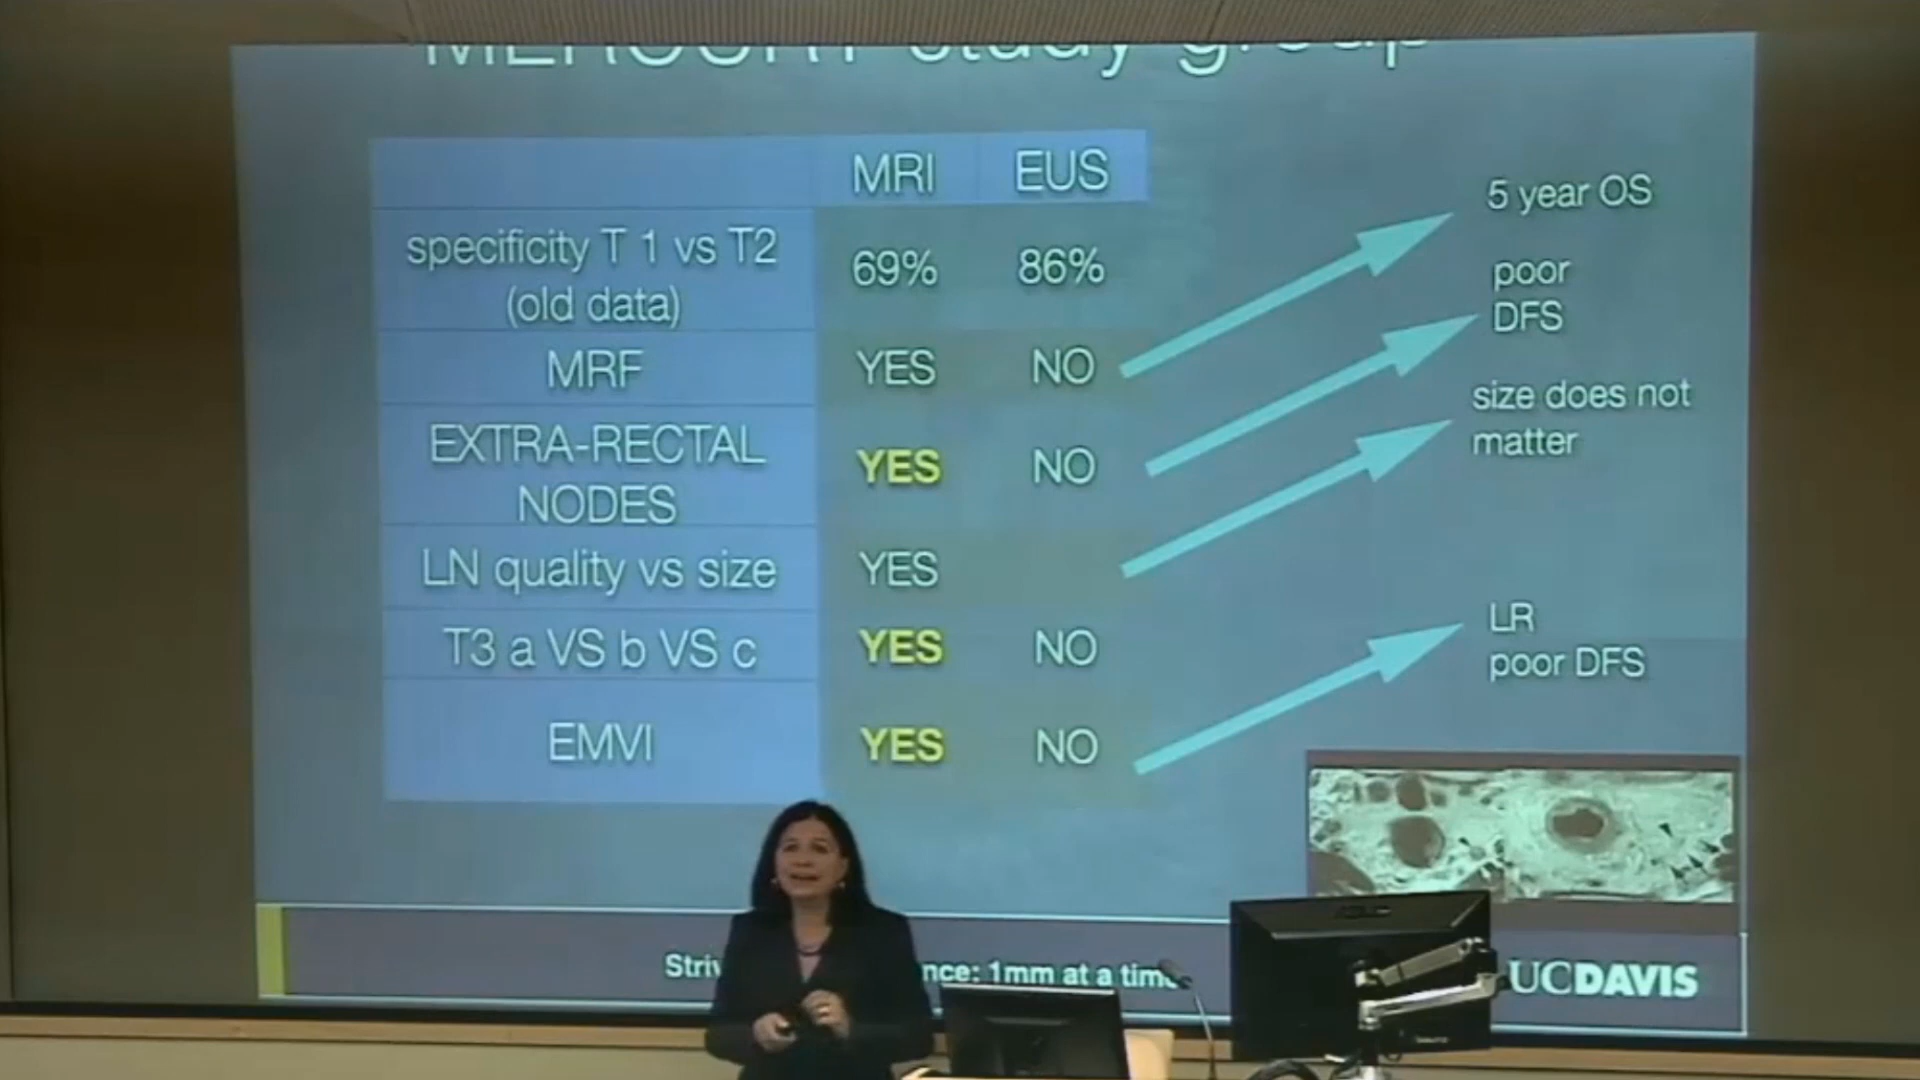 MERCURY study group
MRI EUS
specificity T 1 vs T2
(old data)
69% 86%
MRF YES NO
EXTRA-RECTAL
NODES
YES NO
LN quality vs size YES
T3 a VS b VS c YES NO
EMVI YES NO
5 year OS
poor
DFS
size does not
matter
LR
poor DFS
1mm at a time
UCDAVIS